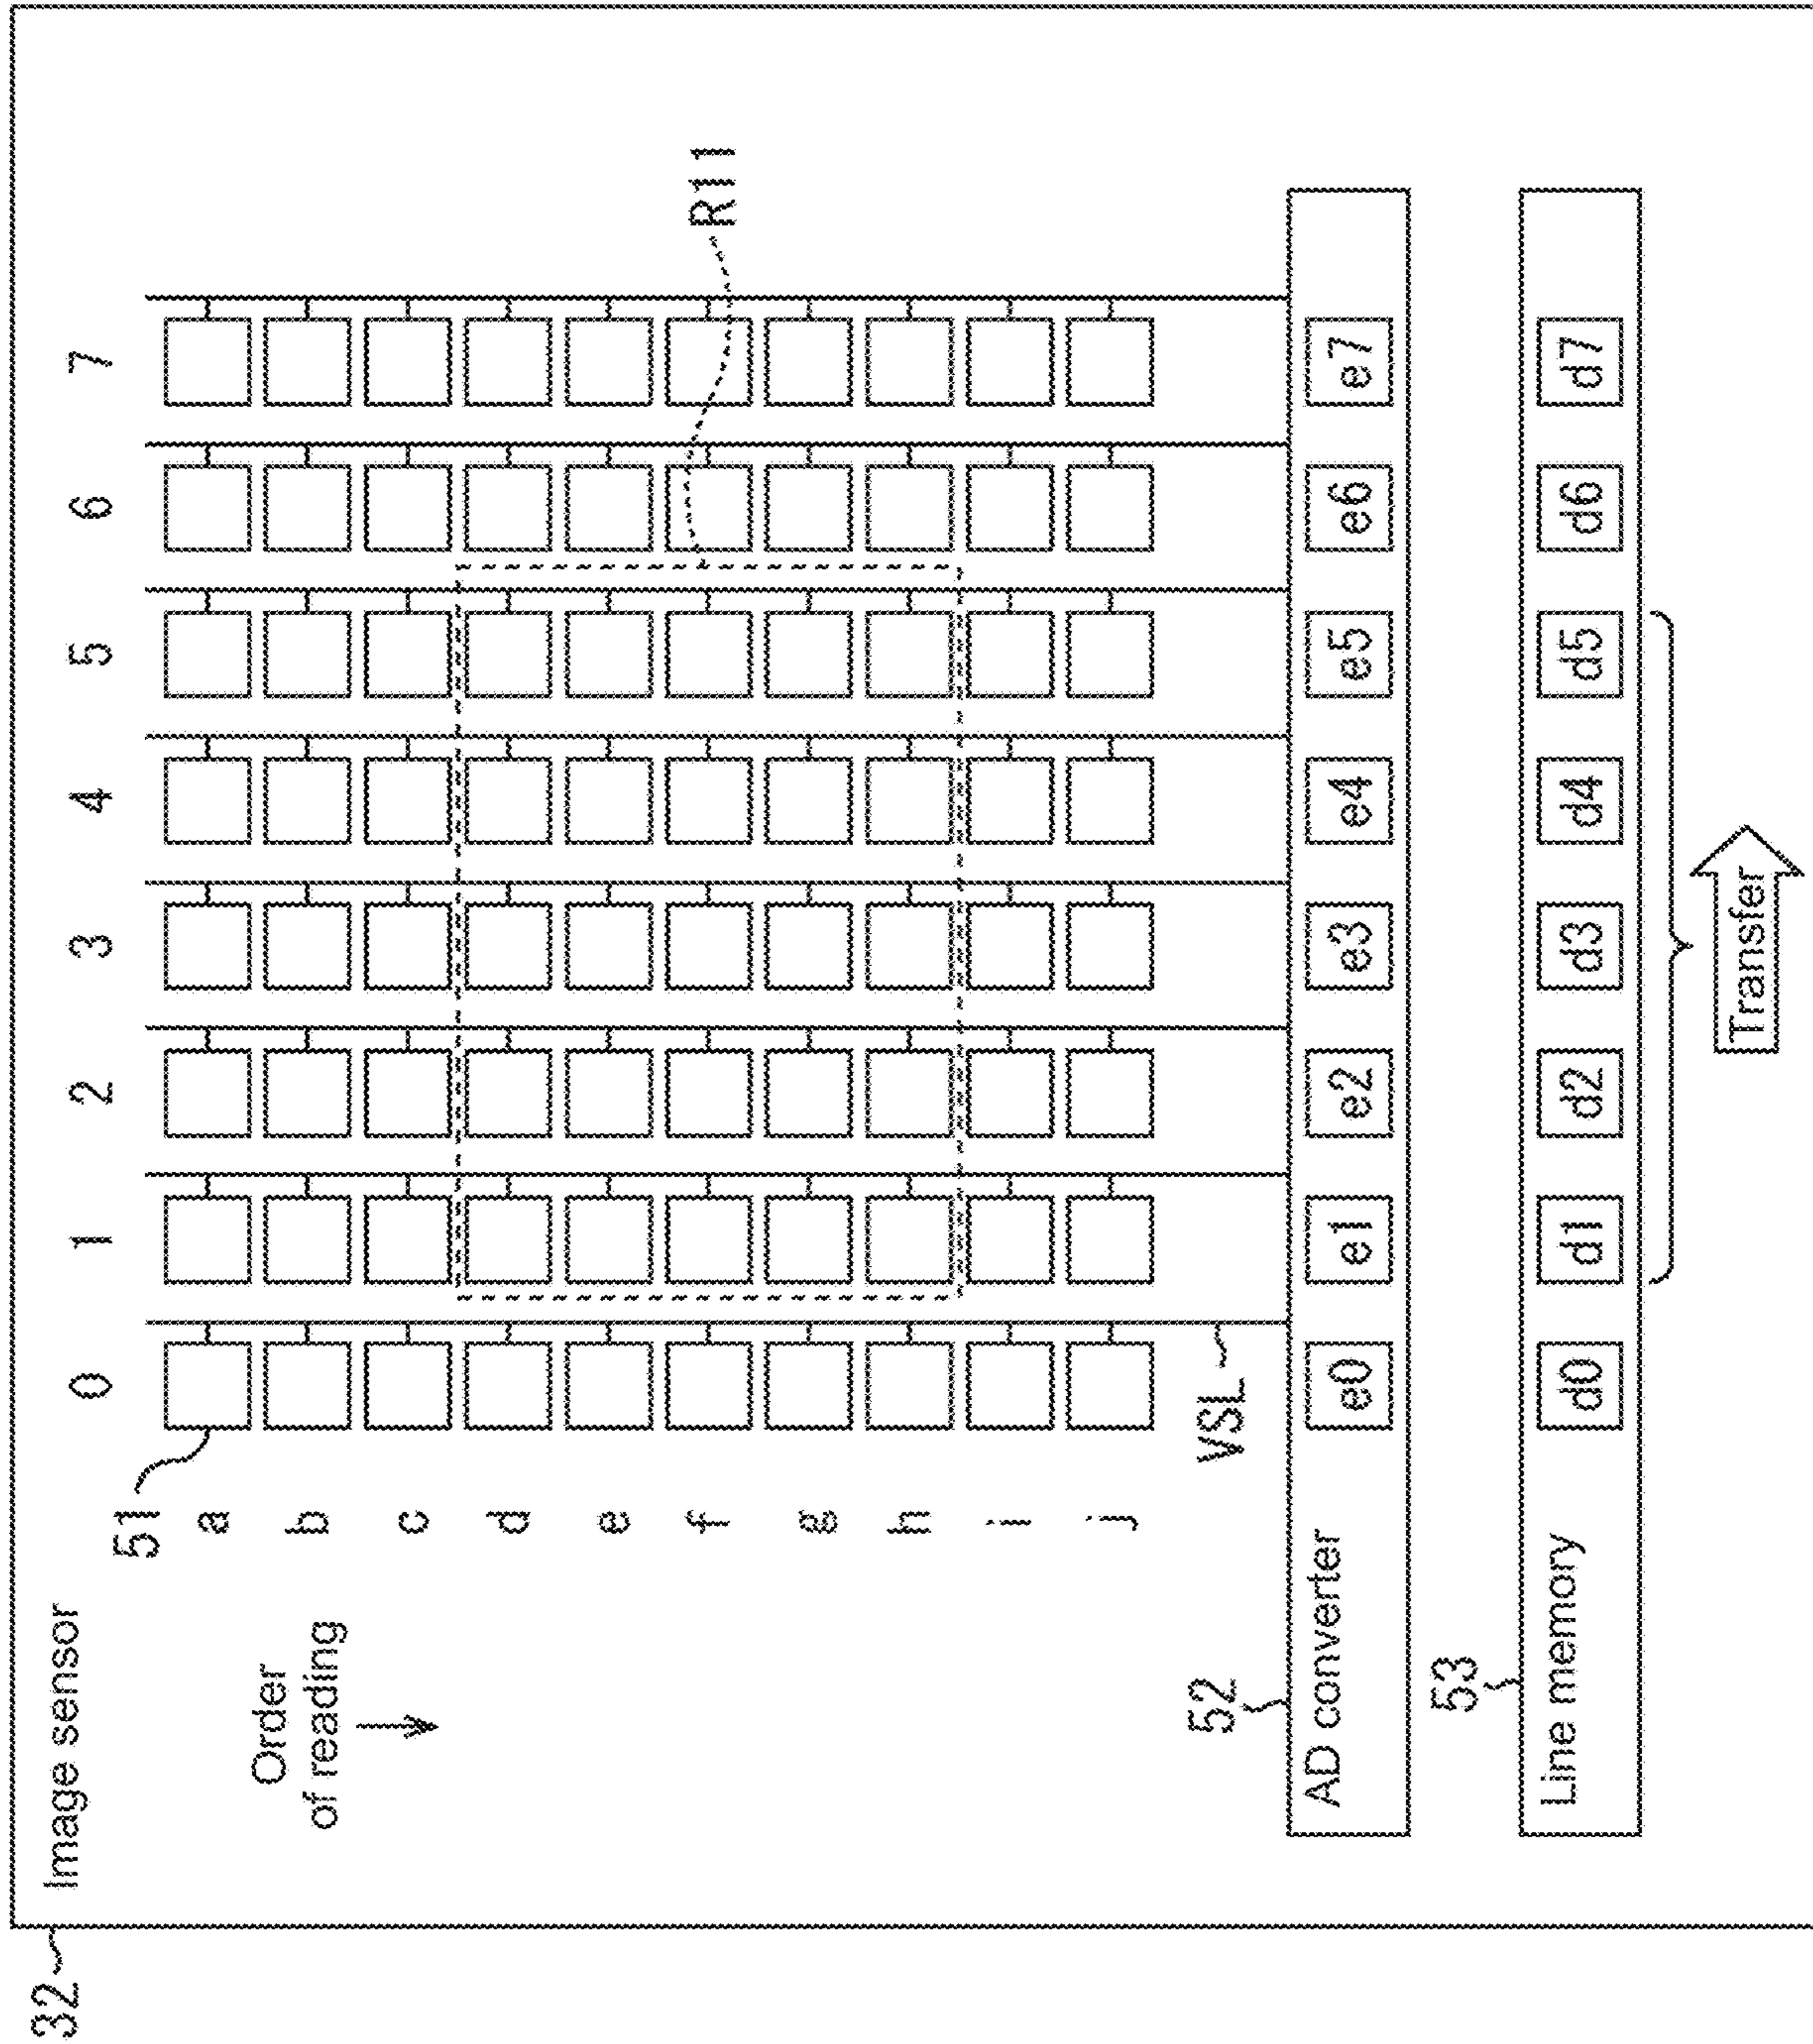 32
Image sensor
0 1 2 3 4 5 6 7
51
Order
of reading
a
b
c
d
e
f
g
h
i
j
R11
VSL
52
AD converter e0 e1 e2 e3 e4 e5 e6 e7
53
Line memory d0 d1 d2 d3 d4 d5 d6 d7
Transfer